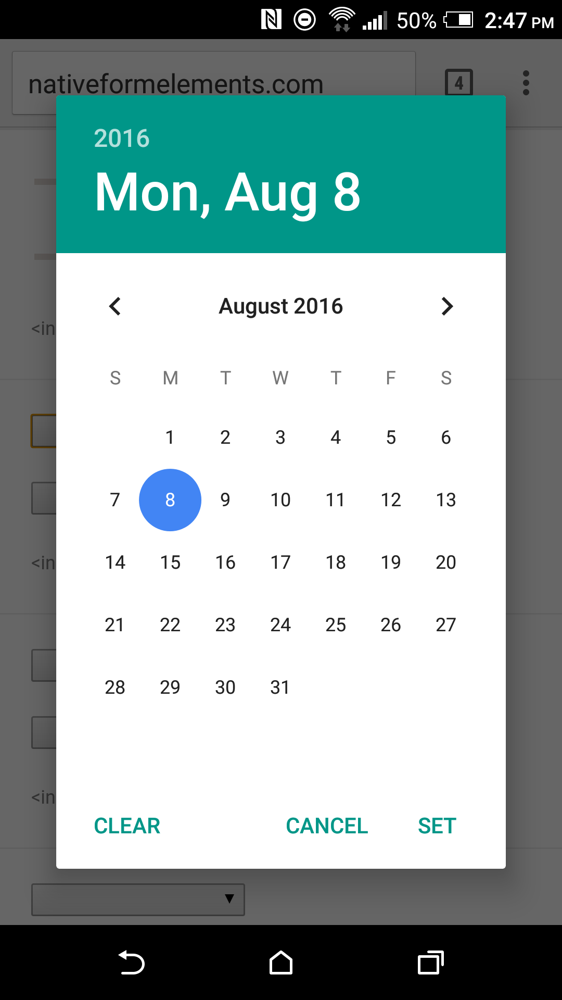 50% 2:47 PM
nativeformelements.com 4
2016
Mon, Aug 8
August 2016
S M T W T F S
1 2 3 4 5 6
7 8 9 10 11 12 13
14 15 16 17 18 19 20
21 22 23 24 25 26 27
28 29 30 31
CLEAR CANCEL SET
<in
<in
<in